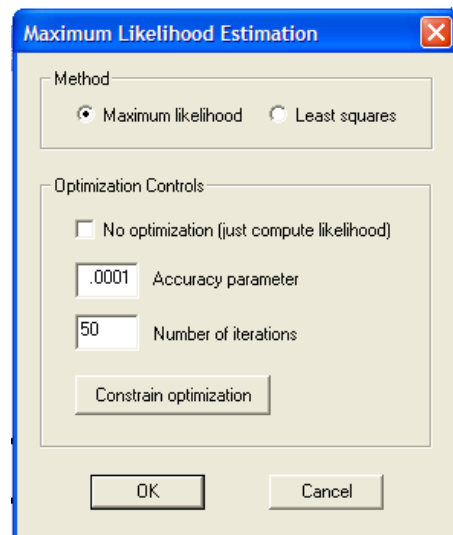 Maximum Likelihood Estimation
Method
Maximum likelihood Least squares
Optimization Controls
No optimization (just compute likelihood)
.0001 Accuracy parameter
50 Number of iterations
Constrain optimization
OK Cancel